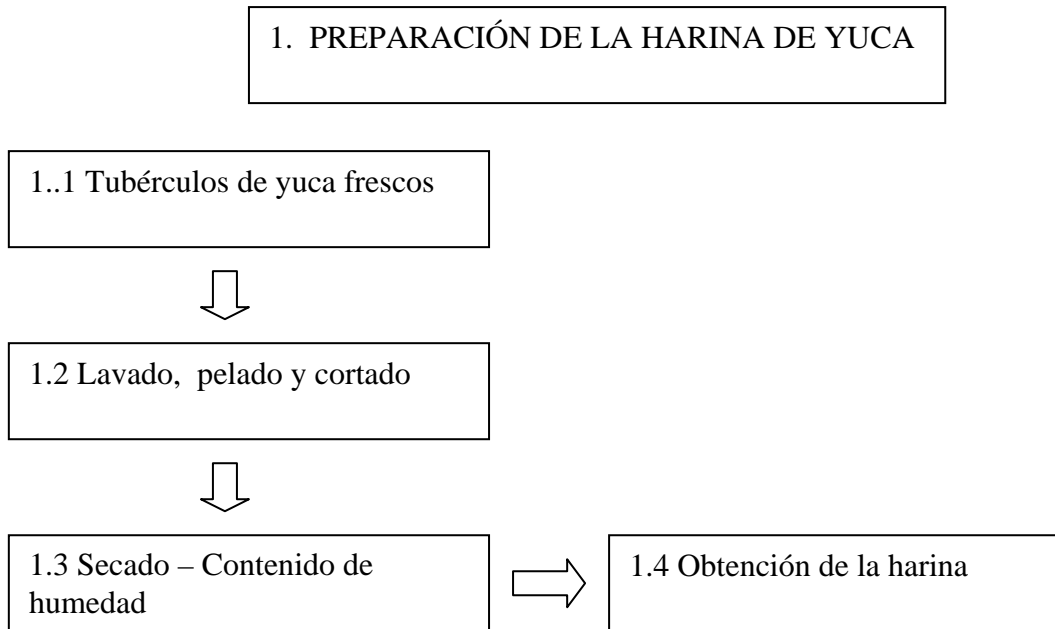 1. PREPARACIÓN DE LA HARINA DE YUCA
1..1 Tubérculos de yuca frescos
1.2 Lavado, pelado y cortado
1.3 Secado – Contenido de
humedad
1.4 Obtención de la harina